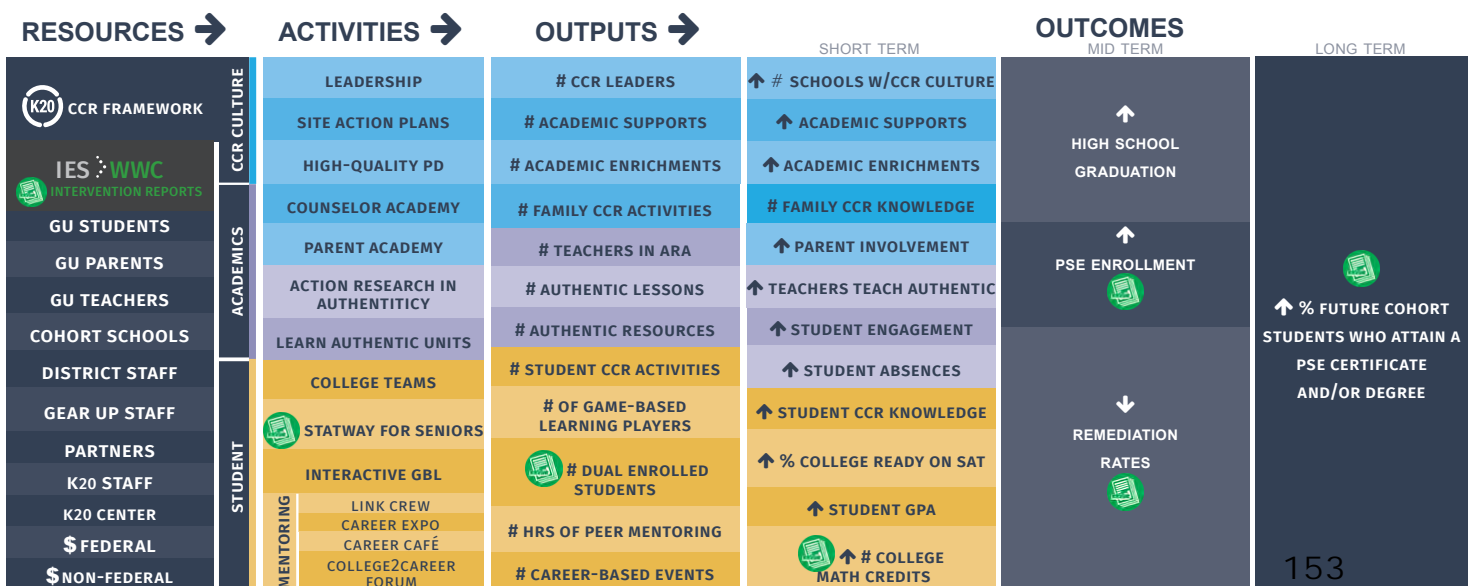 RESOURCES
ACTIVITIES
OUTPUTS
OUTCOMES
SHORT TERM
MID TERM
LONG TERM
K20 CCR FRAMEWORK
IES WWC
INTERVENTION REPORTS
GU STUDENTS
GU PARENTS
GU TEACHERS
COHORT SCHOOLS
DISTRICT STAFF
GEAR UP STAFF
PARTNERS
K20 STAFF
K20 CENTER
$ FEDERAL
$ NON-FEDERAL
CCR CULTURE
ACADEMICS
STUDENT
LEADERSHIP
SITE ACTION PLANS
HIGH-QUALITY PD
COUNSELOR ACADEMY
PARENT ACADEMY
ACTION RESEARCH IN
AUTHENTITICY
LEARN AUTHENTIC UNITS
COLLEGE TEAMS
STATWAY FOR SENIORS
INTERACTIVE GBL
MENTORING
LINK CREW
CAREER EXPO
CAREER CAFÉ
COLLEGE2CAREER
FORUM
# CCR LEADERS
# ACADEMIC SUPPORTS
# ACADEMIC ENRICHMENTS
# FAMILY CCR ACTIVITIES
# TEACHERS IN ARA
# AUTHENTIC LESSONS
# AUTHENTIC RESOURCES
# STUDENT CCR ACTIVITIES
# OF GAME-BASED
LEARNING PLAYERS
# DUAL ENROLLED
STUDENTS
# HRS OF PEER MENTORING
# CAREER-BASED EVENTS
↑ # SCHOOLS W/CCR CULTURE
↑ ACADEMIC SUPPORTS
↑ ACADEMIC ENRICHMENTS
# FAMILY CCR KNOWLEDGE
↑ PARENT INVOLVEMENT
↑ TEACHERS TEACH AUTHENTIC
↑ STUDENT ENGAGEMENT
↑ STUDENT ABSENCES
↑ STUDENT CCR KNOWLEDGE
↑ % COLLEGE READY ON SAT
↑ STUDENT GPA
↑ # COLLEGE
MATH CREDITS
↑
HIGH SCHOOL
GRADUATION
↑
PSE ENROLLMENT
↓
REMEDIATION
RATES
↑ % FUTURE COHORT
STUDENTS WHO ATTAIN A
PSE CERTIFICATE
AND/OR DEGREE
153